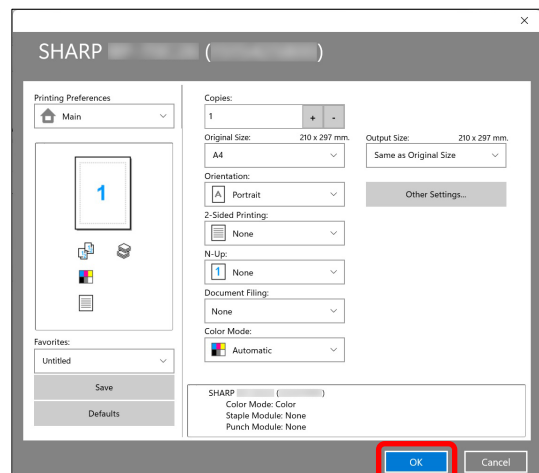 SHARP ( )
Printing Preferences
Main
1
Favorites:
Untitled
Save
Defaults
Copies:
1 + -
Original Size: 210 x 297 mm.
A4
Output Size: 210 x 297 mm.
Same as Original Size
Orientation:
A Portrait
Other Settings...
2-Sided Printing:
None
N-Up:
1 None
Document Filing:
None
Color Mode:
Automatic
SHARP ( )
Color Mode: Color
Staple Module: None
Punch Module: None
OK Cancel